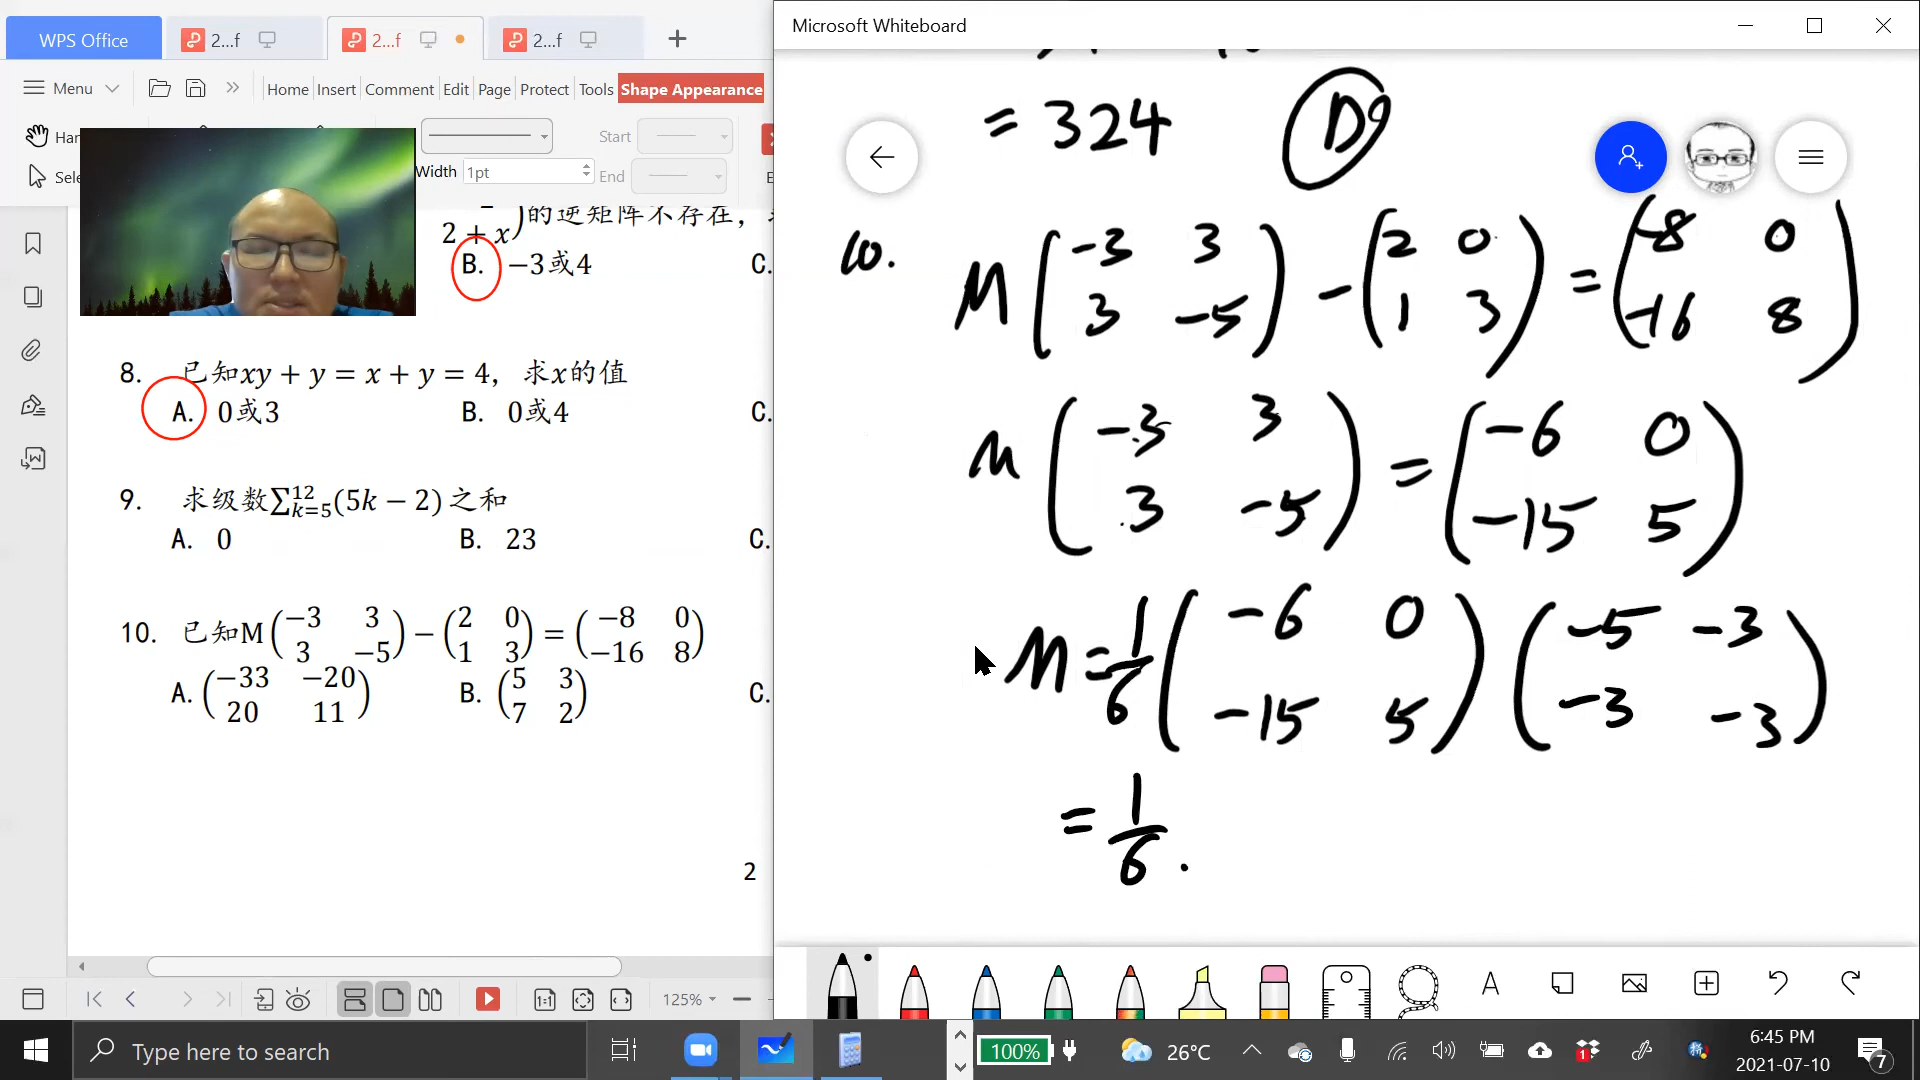 WPS Office
2...f
2...f
2...f
Menu
Home Insert Comment Edit Page Protect Tools Shape Appearance
Start
Width 1pt
End
2 + x
的逆矩阵不存在,
B. −3或4
C.
8. 已知xy + y = x + y = 4, 求x的值
A. 0或3 B. 0或4 C.
9. 求级数∑_{k=5}^{12}(5k − 2)之和
A. 0 B. 23 C.
10. 已知M(−3 3; 3 −5) − (2 0; 1 3) = (−8 0; −16 8)
A. (−33 −20; 20 11) B. (5 3; 7 2) C.
2
125%
Microsoft Whiteboard
= 324 D
10. M(-3 3; 3 -5) - (2 0; 1 3) = (-8 0; -16 8)
M(-3 3; 3 -5) = (-6 0; -15 5)
M = 1/6 (-6 0; -15 5)(-5 -3; -3 -3)
= 1/6
Type here to search
100%
26°C
6:45 PM
2021-07-10
7